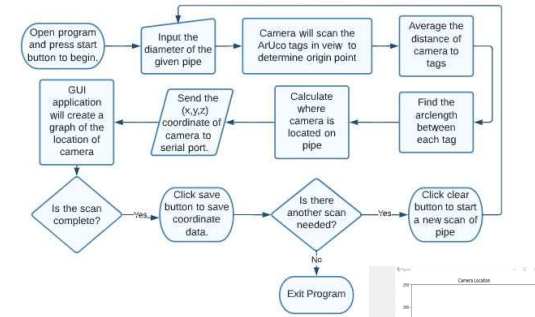 Open program
and press start
button to begin.
Input the
diameter of the
given pipe
Camera will scan the
ArUco tags in veiw to
determine origin point
Average the
distance of
camera to
tags
Find the
arclength
between
each tag
Calculate
where
camera is
located on
pipe
Send the
(x,y,z)
coordinate of
camera to
serial port.
GUI
application
will create a
graph of the
location of
camera
Is the scan
complete?
Yes
Click save
button to save
coordinate
data.
Is there
another scan
needed?
Yes
Click clear
button to start
a new scan of
pipe
No
Exit Program
Camera Location